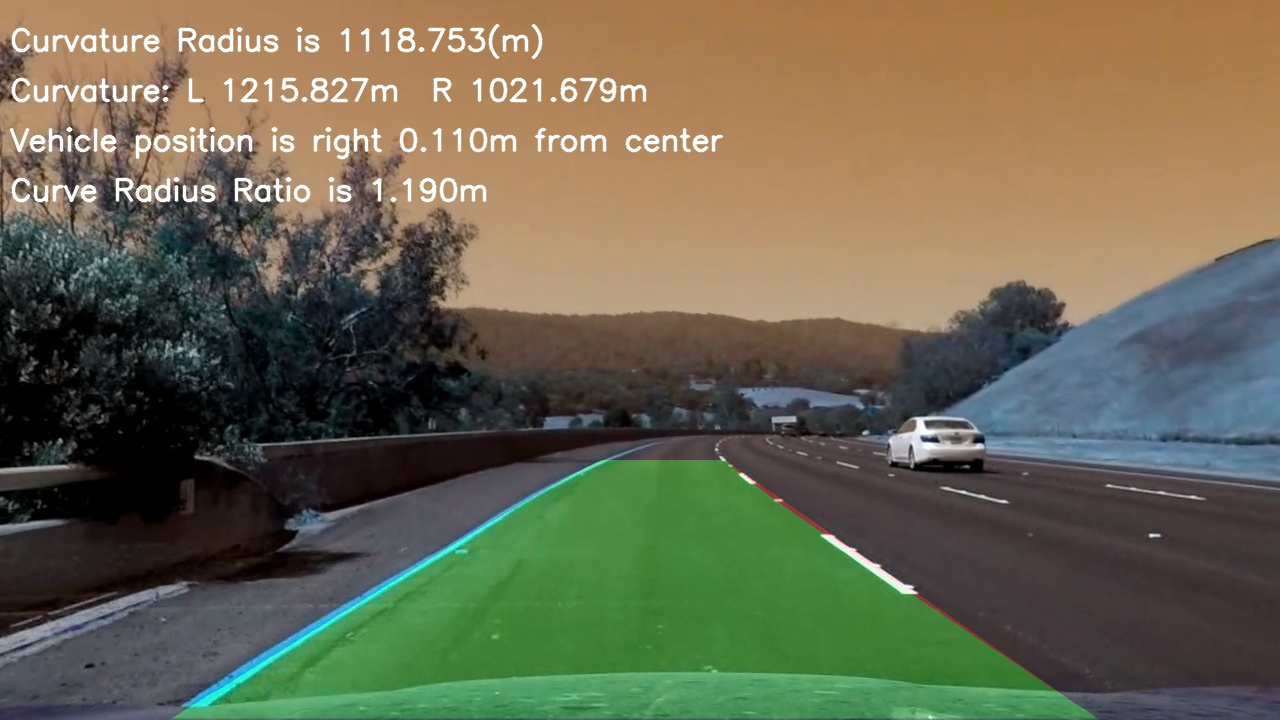 Curvature Radius is 1118.753(m)
Curvature: L 1215.827m R 1021.679m
Vehicle position is right 0.110m from center
Curve Radius Ratio is 1.190m